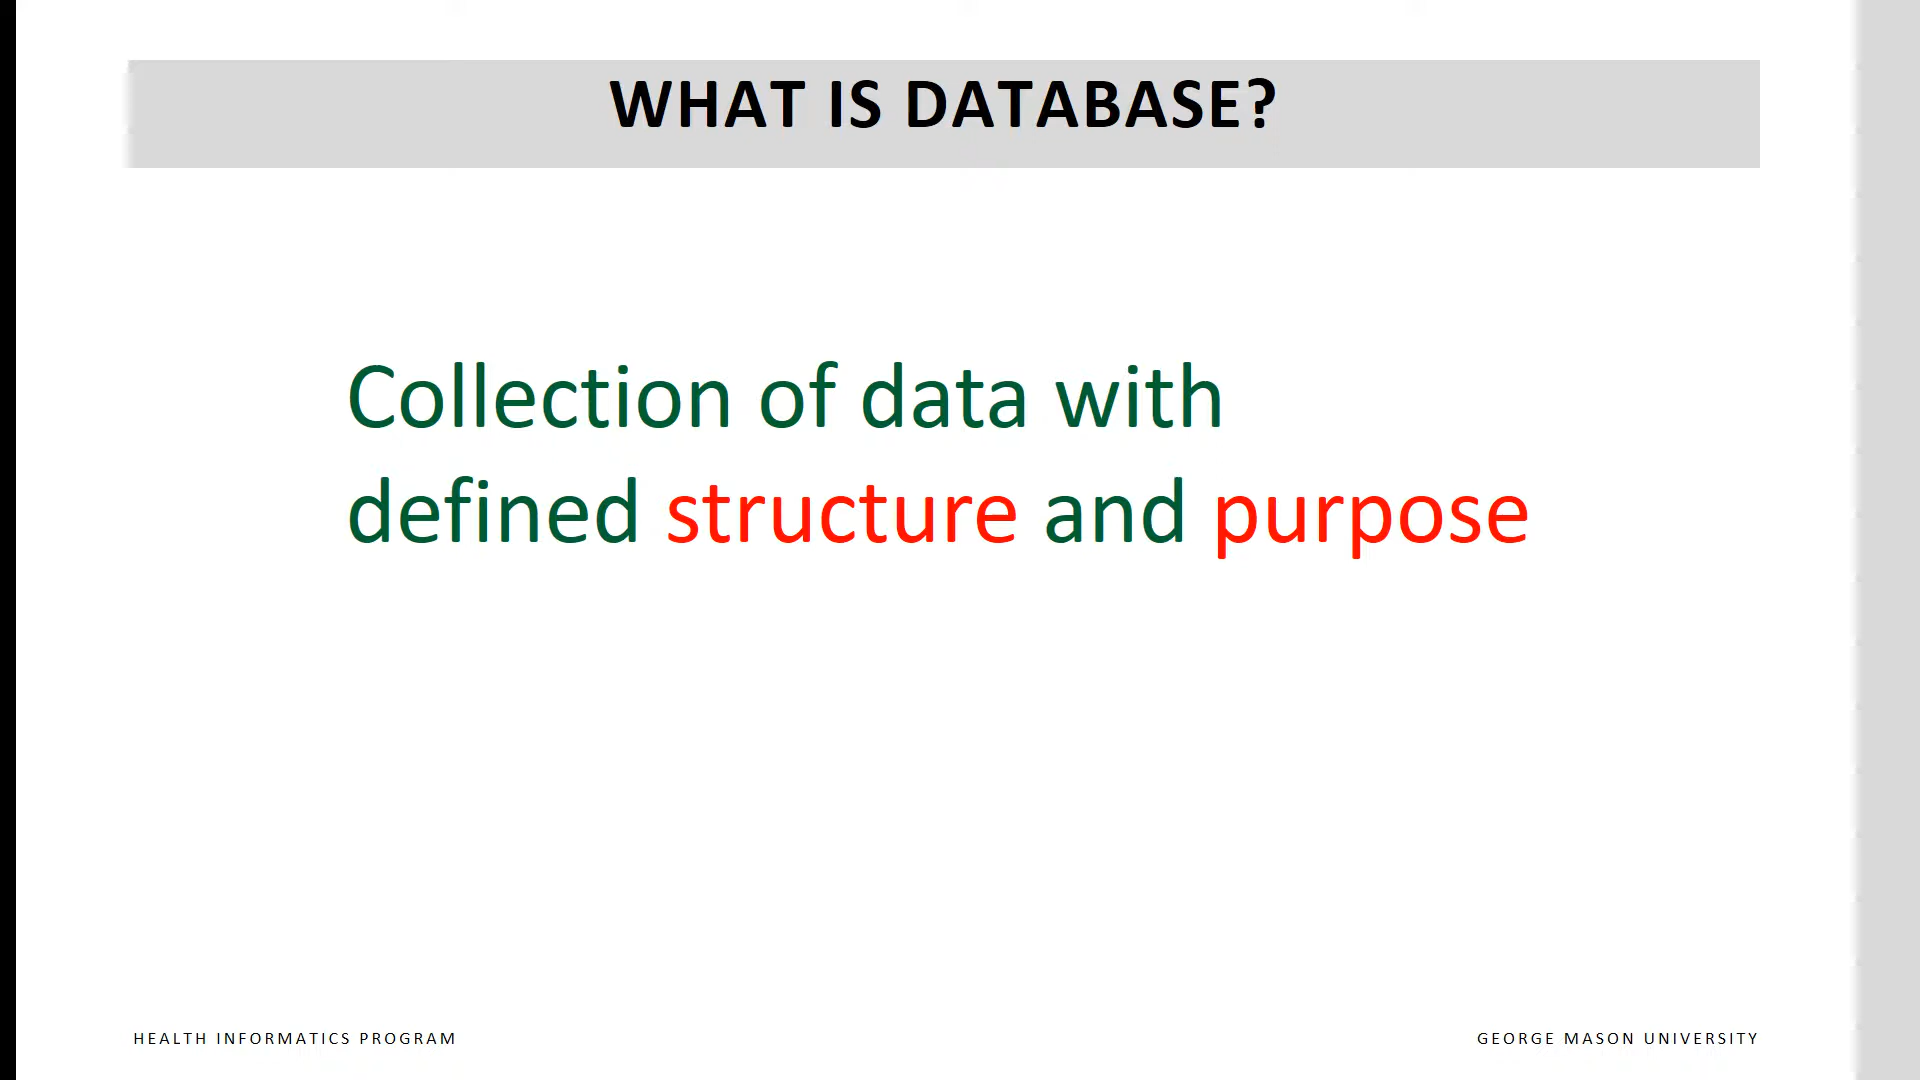 WHAT IS DATABASE?
Collection of data with
defined structure and purpose
HEALTH INFORMATICS PROGRAM
GEORGE MASON UNIVERSITY